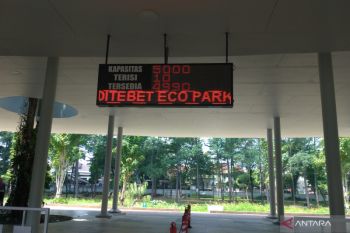 KAPASITAS 5000
TERISI 10
TERSEDIA 4990
DITEBET ECO PARK
ANTARA